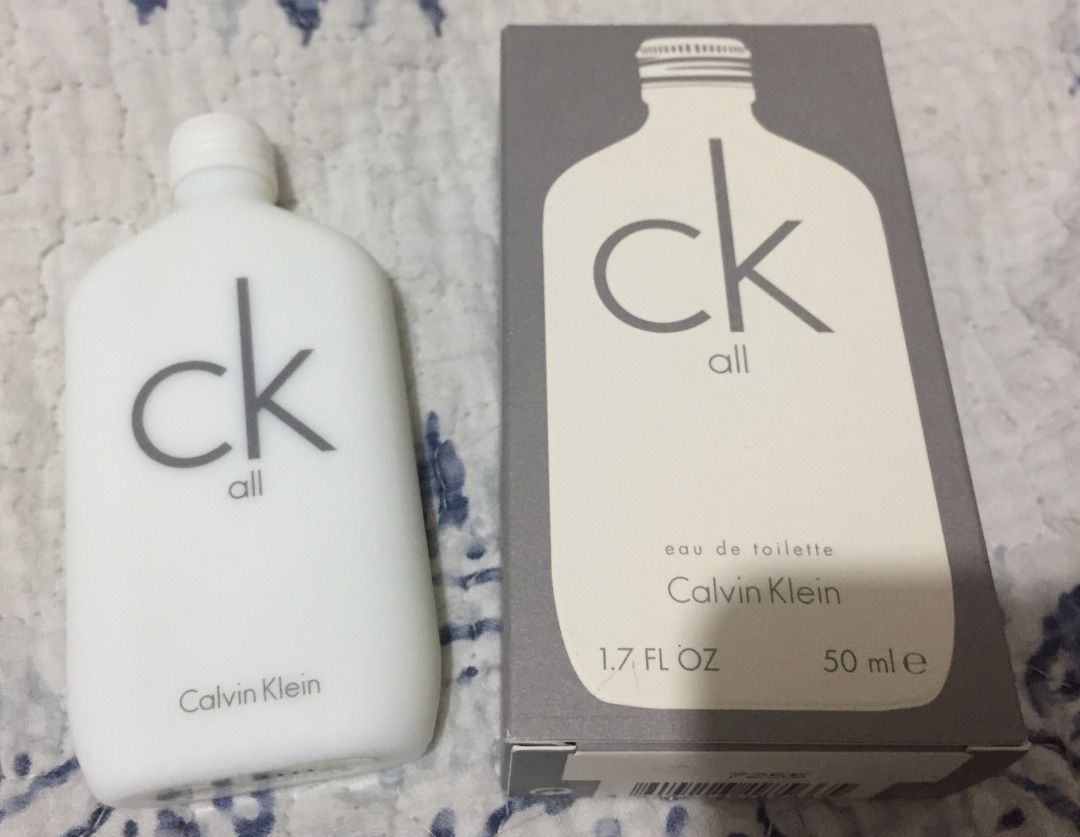 ck
all
Calvin Klein
ck
all
eau de toilette
Calvin Klein
1.7 FL OZ 50 ml e